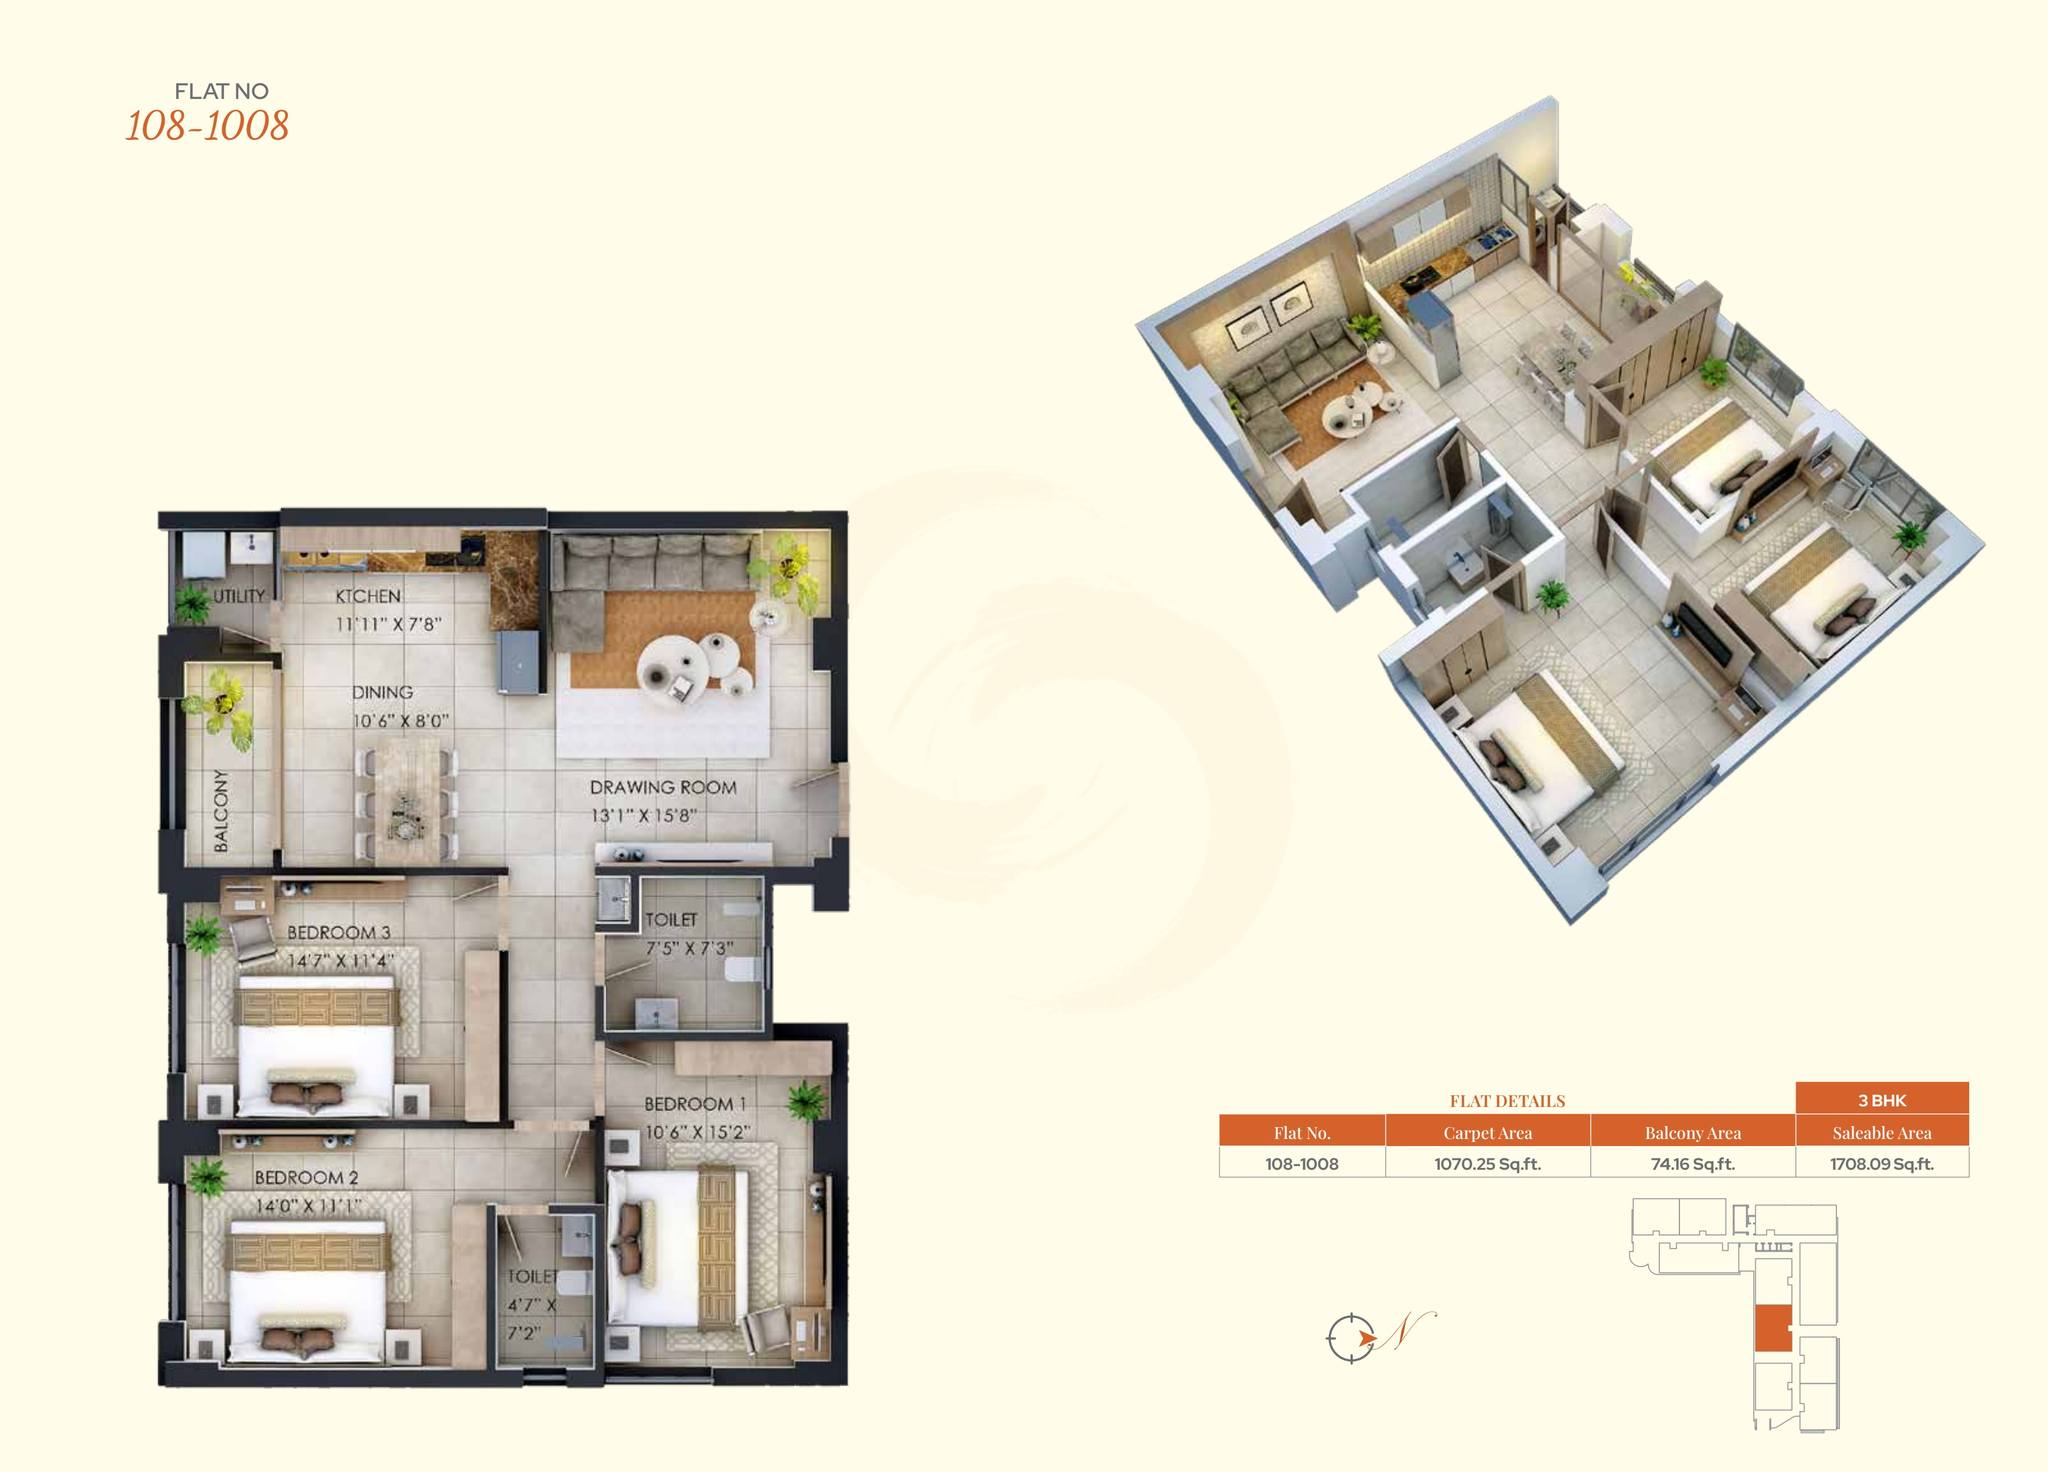 FLAT NO
108-1008
UTILITY
KTCHEN
11'11" X 7'8"
DINING
10'6" X 8'0"
BALCONY
DRAWING ROOM
13'1" X 15'8"
BEDROOM 3
14'7" X 11'4"
TOILET
7'5" X 7'3"
BEDROOM 1
10'6" X 15'2"
BEDROOM 2
14'0" X 11'1"
TOILET
4'7" X
7'2"
FLAT DETAILS 3 BHK
Flat No. Carpet Area Balcony Area Saleable Area
108-1008 1070.25 Sq.ft. 74.16 Sq.ft. 1708.09 Sq.ft.
N